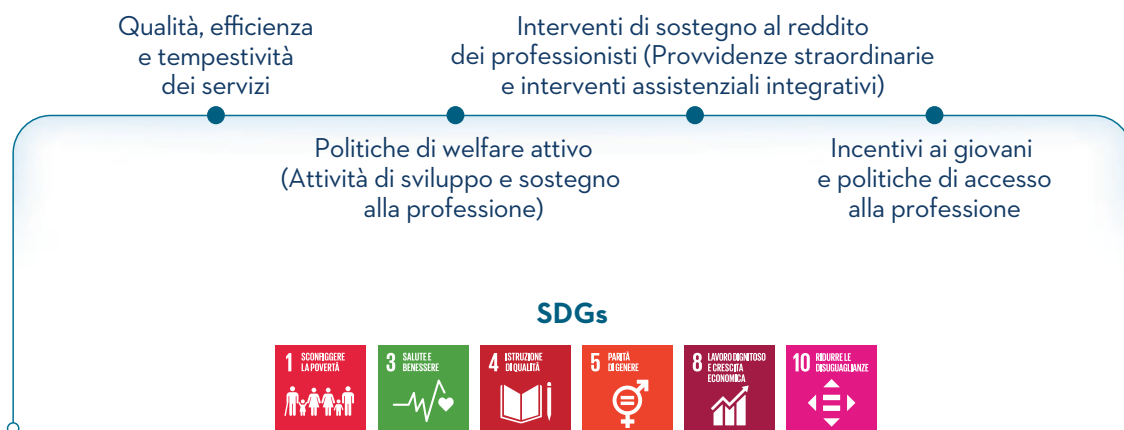 Qualità, efficienza
e tempestività
dei servizi
Interventi di sostegno al reddito
dei professionisti (Provvidenze straordinarie
e interventi assistenziali integrativi)
Politiche di welfare attivo
(Attività di sviluppo e sostegno
alla professione)
Incentivi ai giovani
e politiche di accesso
alla professione
SDGs
1 SCONFIGGERE
LA POVERTÀ
3 SALUTE E
BENESSERE
4 ISTRUZIONE
DI QUALITÀ
5 PARITÀ
DI GENERE
8 LAVORO DIGNITOSO
E CRESCITA
ECONOMICA
10 RIDURRE LE
DISUGUAGLIANZE